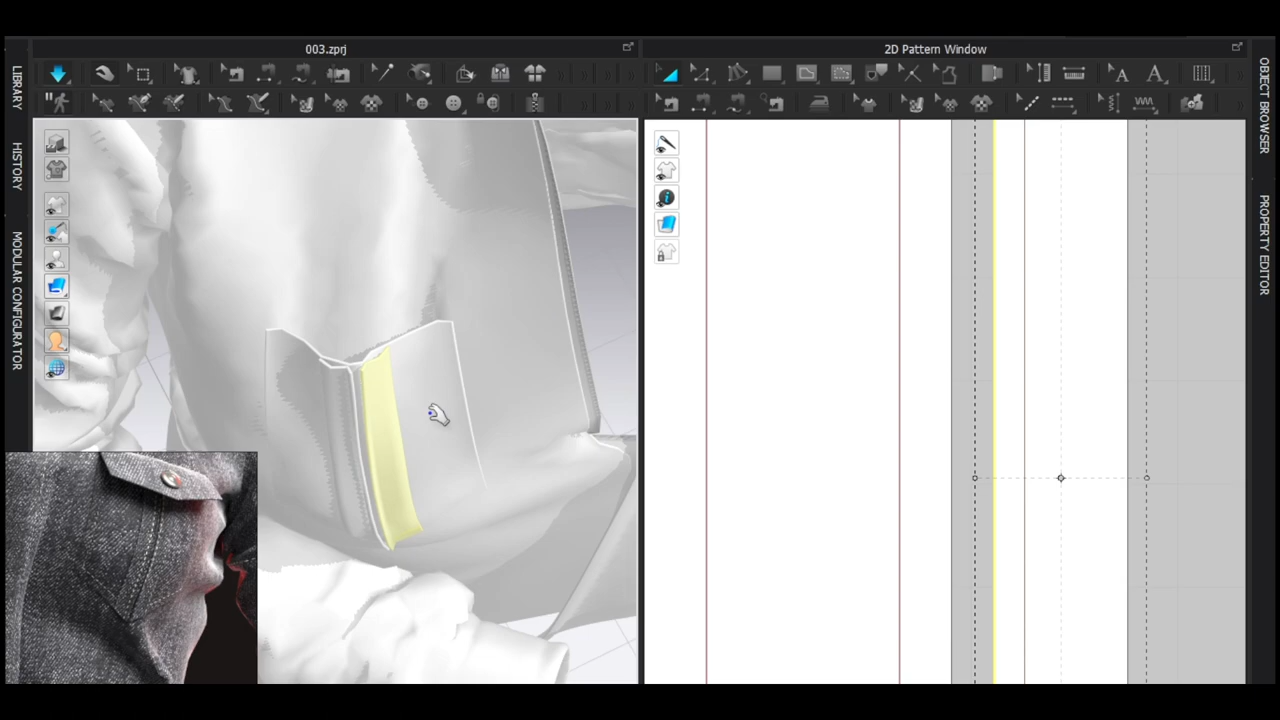 003.zprj
2D Pattern Window
LIBRARY
HISTORY
MODULAR CONFIGURATOR
OBJECT BROWSER
PROPERTY EDITOR